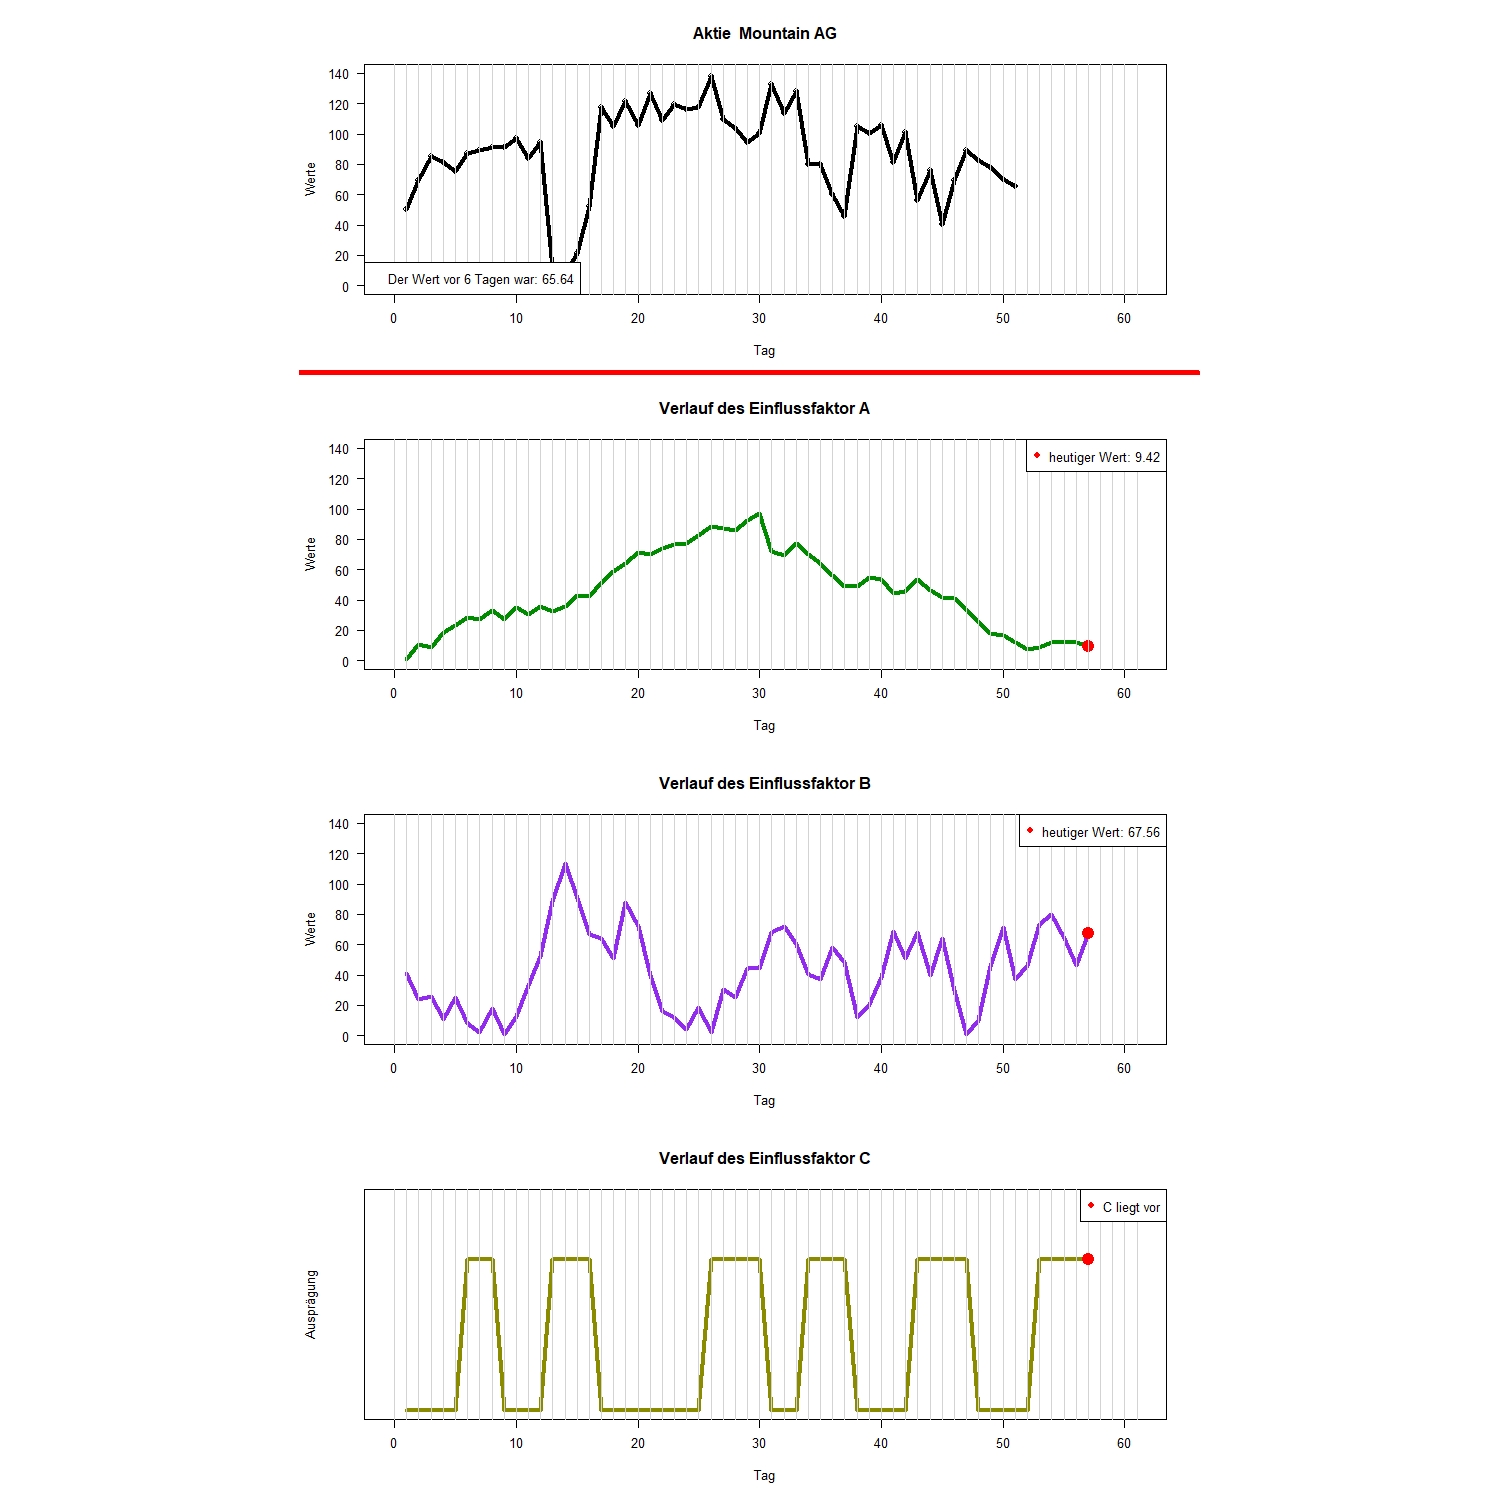 Aktie  Mountain AG
Werte
140
120
100
80
60
40
20
0
Der Wert vor 6 Tagen war: 65.64
0 10 20 30 40 50 60
Tag
Verlauf des Einflussfaktor A
Werte
140
120
100
80
60
40
20
0
heutiger Wert: 9.42
0 10 20 30 40 50 60
Tag
Verlauf des Einflussfaktor B
Werte
140
120
100
80
60
40
20
0
heutiger Wert: 67.56
0 10 20 30 40 50 60
Tag
Verlauf des Einflussfaktor C
Ausprägung
C liegt vor
0 10 20 30 40 50 60
Tag